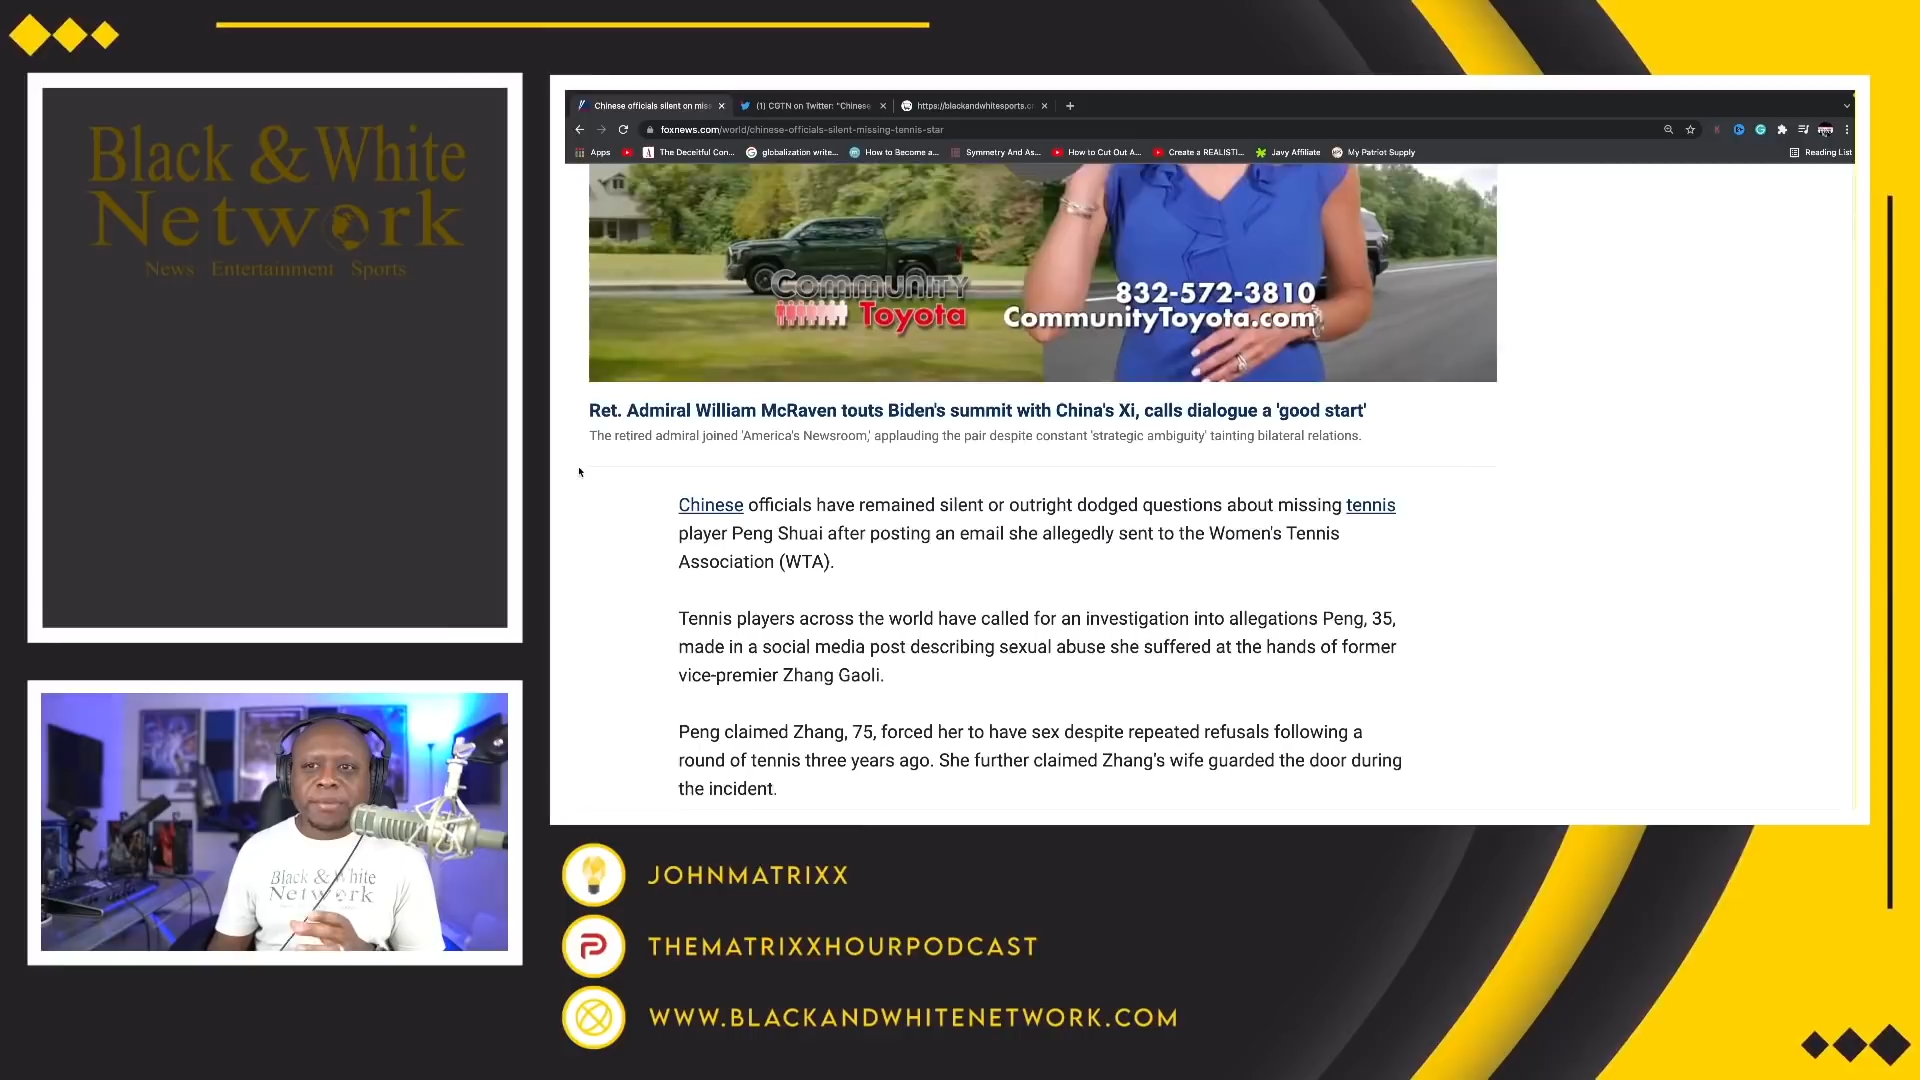 Black & White
Network
News Entertainment Sports
Chinese officials silent on miss
(1) CGTN on Twitter: "Chinese
https://blackandwhitesports.c
foxnews.com/world/chinese-officials-silent-missing-tennis-star
Apps
The Deceitful Con...
globalization write...
How to Become a...
Symmetry And As...
How to Cut Out A...
Create a REALISTI...
Javy Affiliate
My Patriot Supply
Reading List
Community
Toyota
832-572-3810
CommunityToyota.com
Ret. Admiral William McRaven touts Biden's summit with China's Xi, calls dialogue a 'good start'
The retired admiral joined 'America's Newsroom,' applauding the pair despite constant 'strategic ambiguity' tainting bilateral relations.
Chinese officials have remained silent or outright dodged questions about missing tennis
player Peng Shuai after posting an email she allegedly sent to the Women's Tennis
Association (WTA).
Tennis players across the world have called for an investigation into allegations Peng, 35,
made in a social media post describing sexual abuse she suffered at the hands of former
vice-premier Zhang Gaoli.
Peng claimed Zhang, 75, forced her to have sex despite repeated refusals following a
round of tennis three years ago. She further claimed Zhang's wife guarded the door during
the incident.
Black & White
Network
JOHNMATRIXX
THEMATRIXXHOURPODCAST
WWW.BLACKANDWHITENETWORK.COM